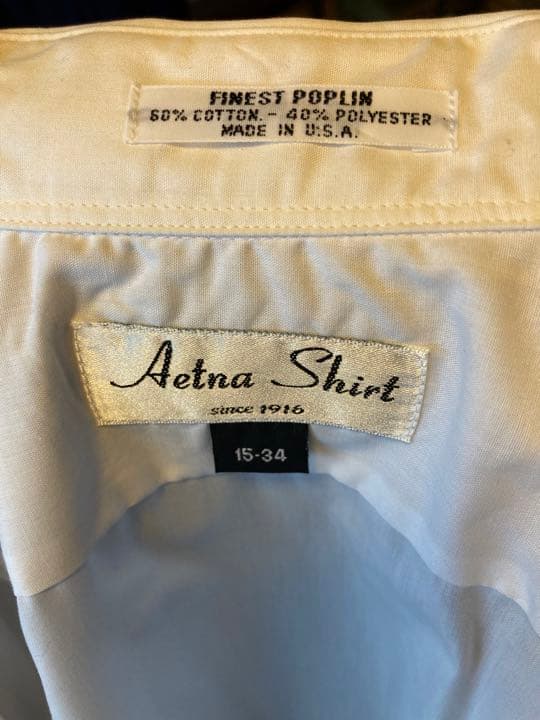 FINEST POPLIN
60% COTTON. - 40% POLYESTER
MADE IN U.S.A.
Aetna Shirt
since 1916
15-34